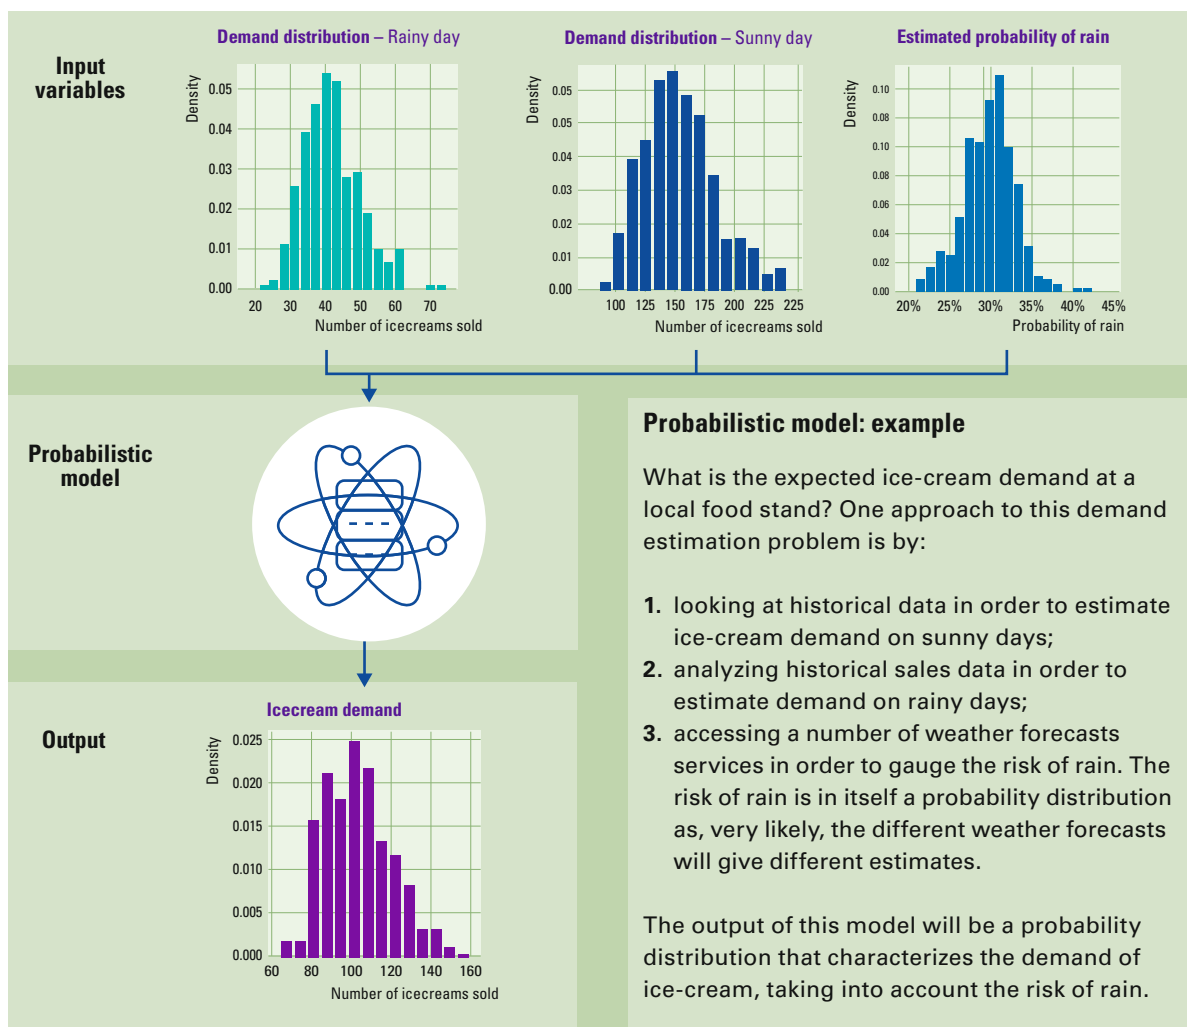 Input
variables
Demand distribution – Rainy day
Density
0.05
0.04
0.03
0.02
0.01
0.00
20 30 40 50 60 70
Number of icecreams sold
Demand distribution – Sunny day
Density
0.05
0.05
0.04
0.03
0.02
0.01
0.00
100 125 150 175 200 225 225
Number of icecreams sold
Estimated probability of rain
Density
0.10
0.08
0.10
0.08
0.04
0.02
0.00
20% 25% 30% 35% 40% 45%
Probability of rain
Probabilistic
model
Probabilistic model: example
What is the expected ice-cream demand at a
local food stand? One approach to this demand
estimation problem is by:
1. looking at historical data in order to estimate
ice-cream demand on sunny days;
2. analyzing historical sales data in order to
estimate demand on rainy days;
3. accessing a number of weather forecasts
services in order to gauge the risk of rain. The
risk of rain is in itself a probability distribution
as, very likely, the different weather forecasts
will give different estimates.
The output of this model will be a probability
distribution that characterizes the demand of
ice-cream, taking into account the risk of rain.
Output
Icecream demand
Density
0.025
0.020
0.015
0.010
0.005
0.000
60 80 100 120 140 160
Number of icecreams sold